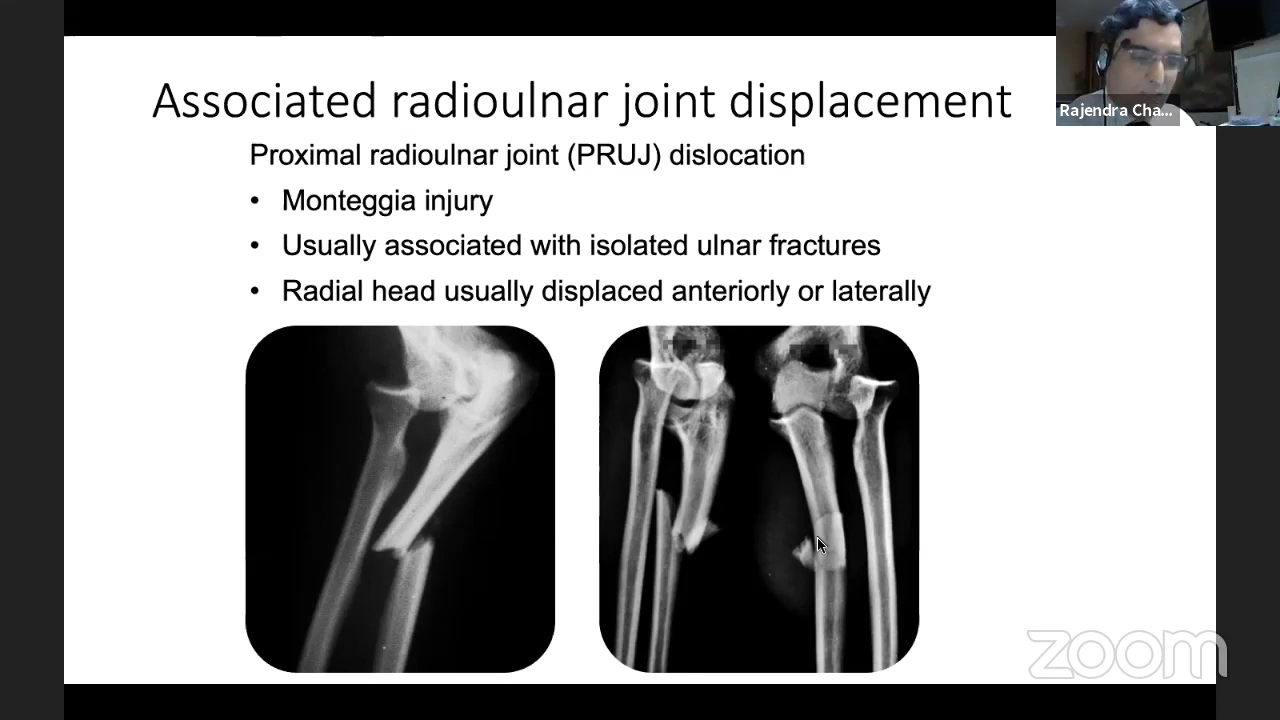 Associated radioulnar joint displacement
Rajendra Cha...
Proximal radioulnar joint (PRUJ) dislocation
• Monteggia injury
• Usually associated with isolated ulnar fractures
• Radial head usually displaced anteriorly or laterally
zoom